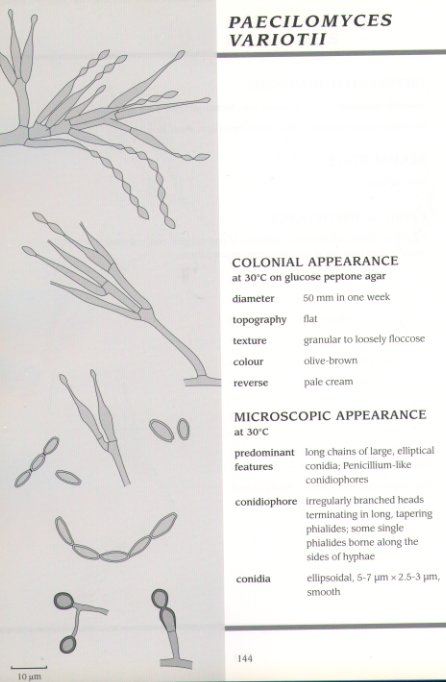 PAECILOMYCES
VARIOTII
COLONIAL APPEARANCE
at 30°C on glucose peptone agar
diameter 50 mm in one week
topography flat
texture granular to loosely floccose
colour olive-brown
reverse pale cream
MICROSCOPIC APPEARANCE
at 30°C
predominant long chains of large, elliptical
features conidia; Penicillium-like
conidiophores
conidiophore irregularly branched heads
terminating in long, tapering
phialides; some single
phialides borne along the
sides of hyphae
conidia ellipsoidal, 5-7 µm × 2.5-3 µm,
smooth
10 µm
144